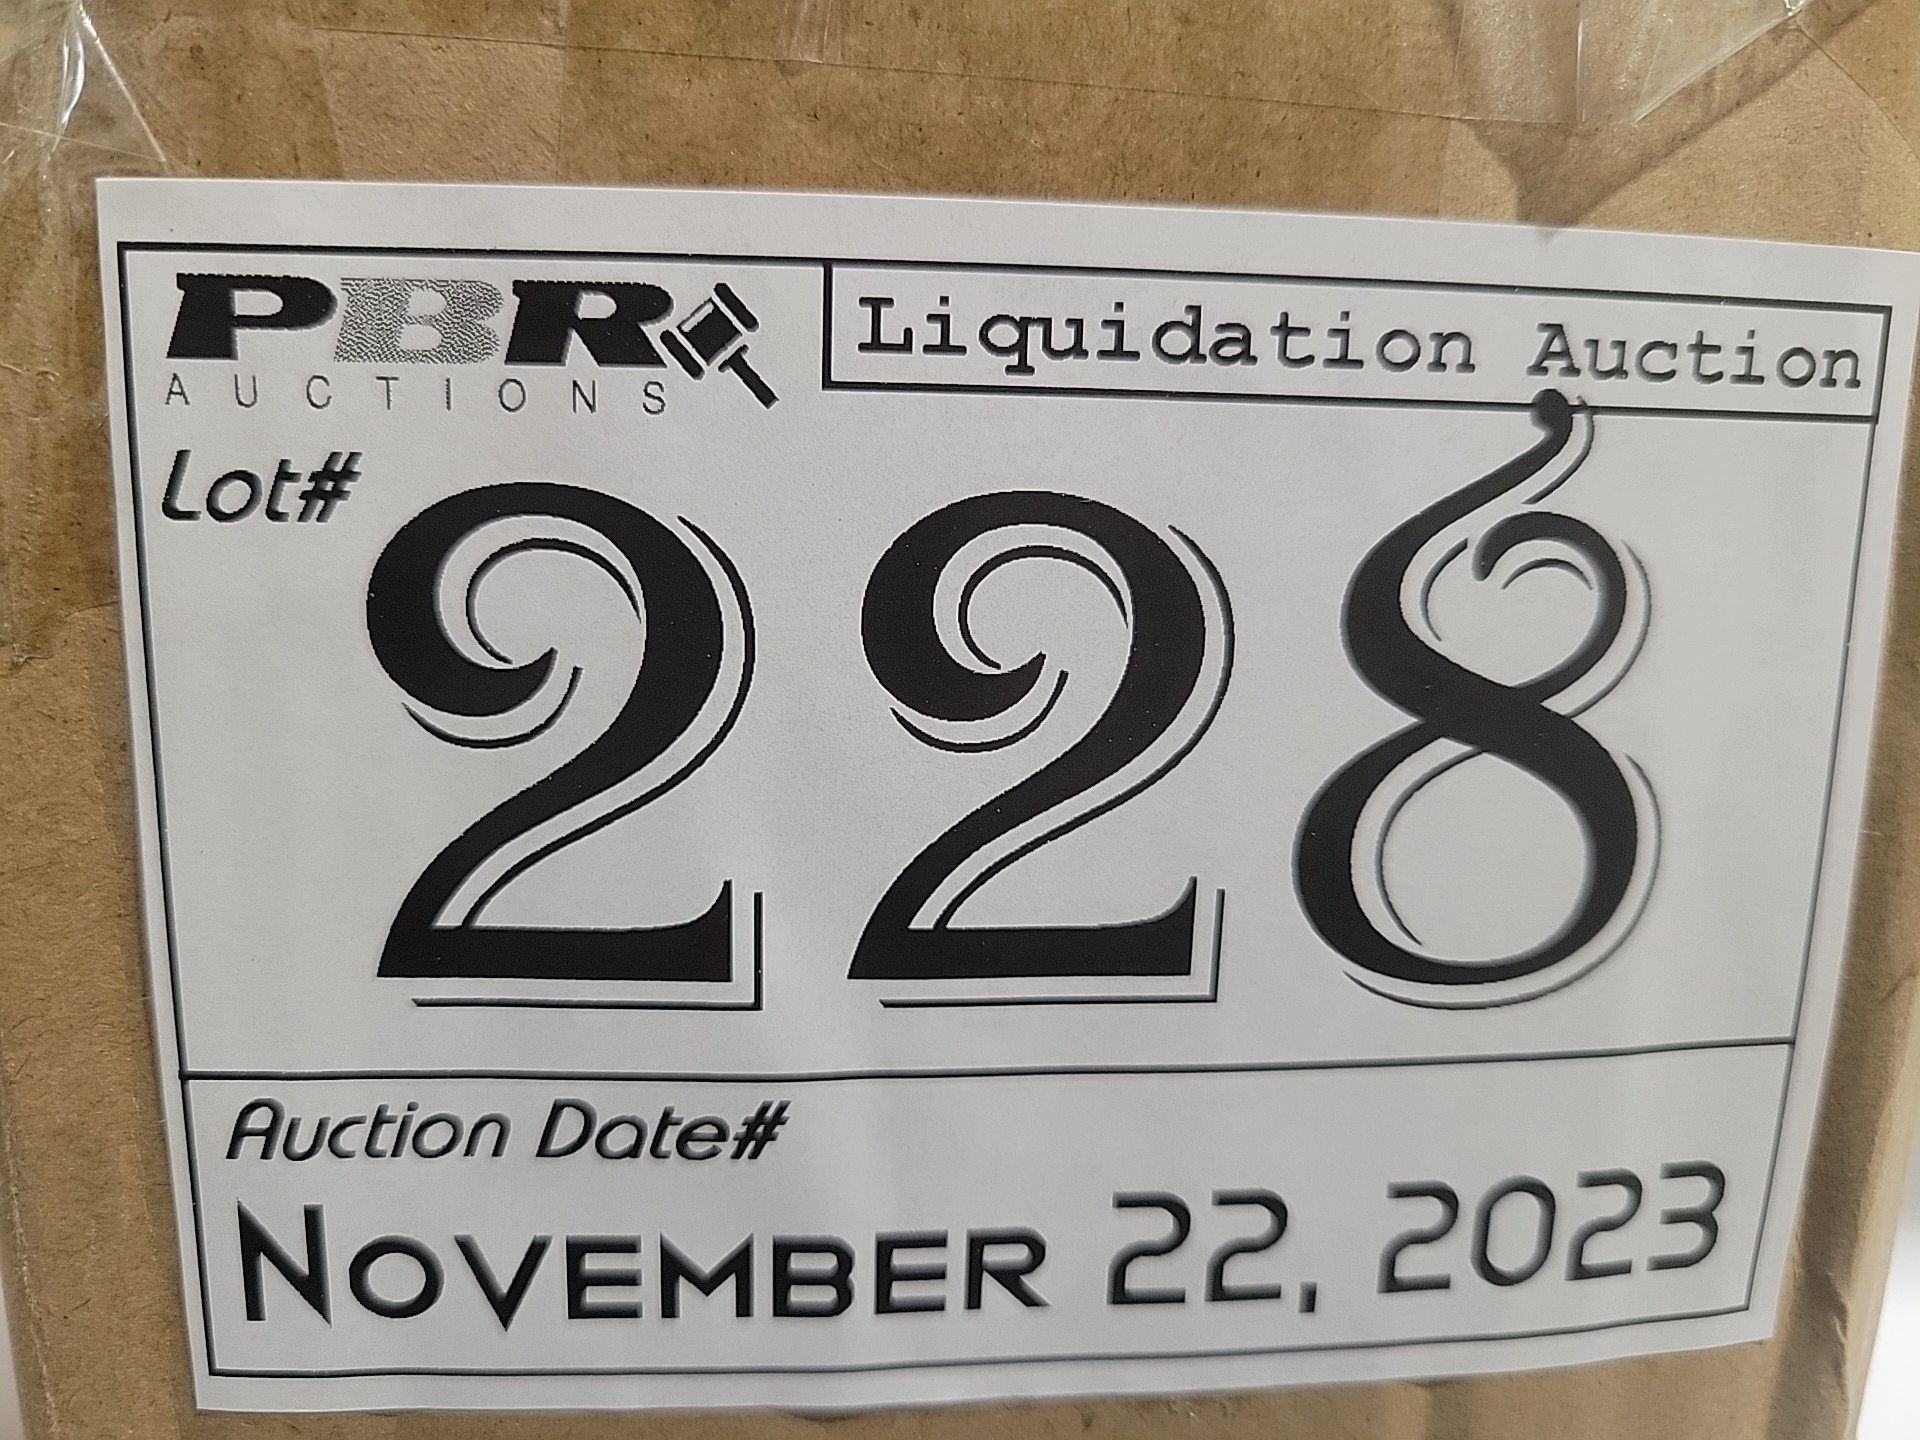 PBR
AUCTIONS
Liquidation Auction
Lot#
228
Auction Date#
NOVEMBER 22, 2023